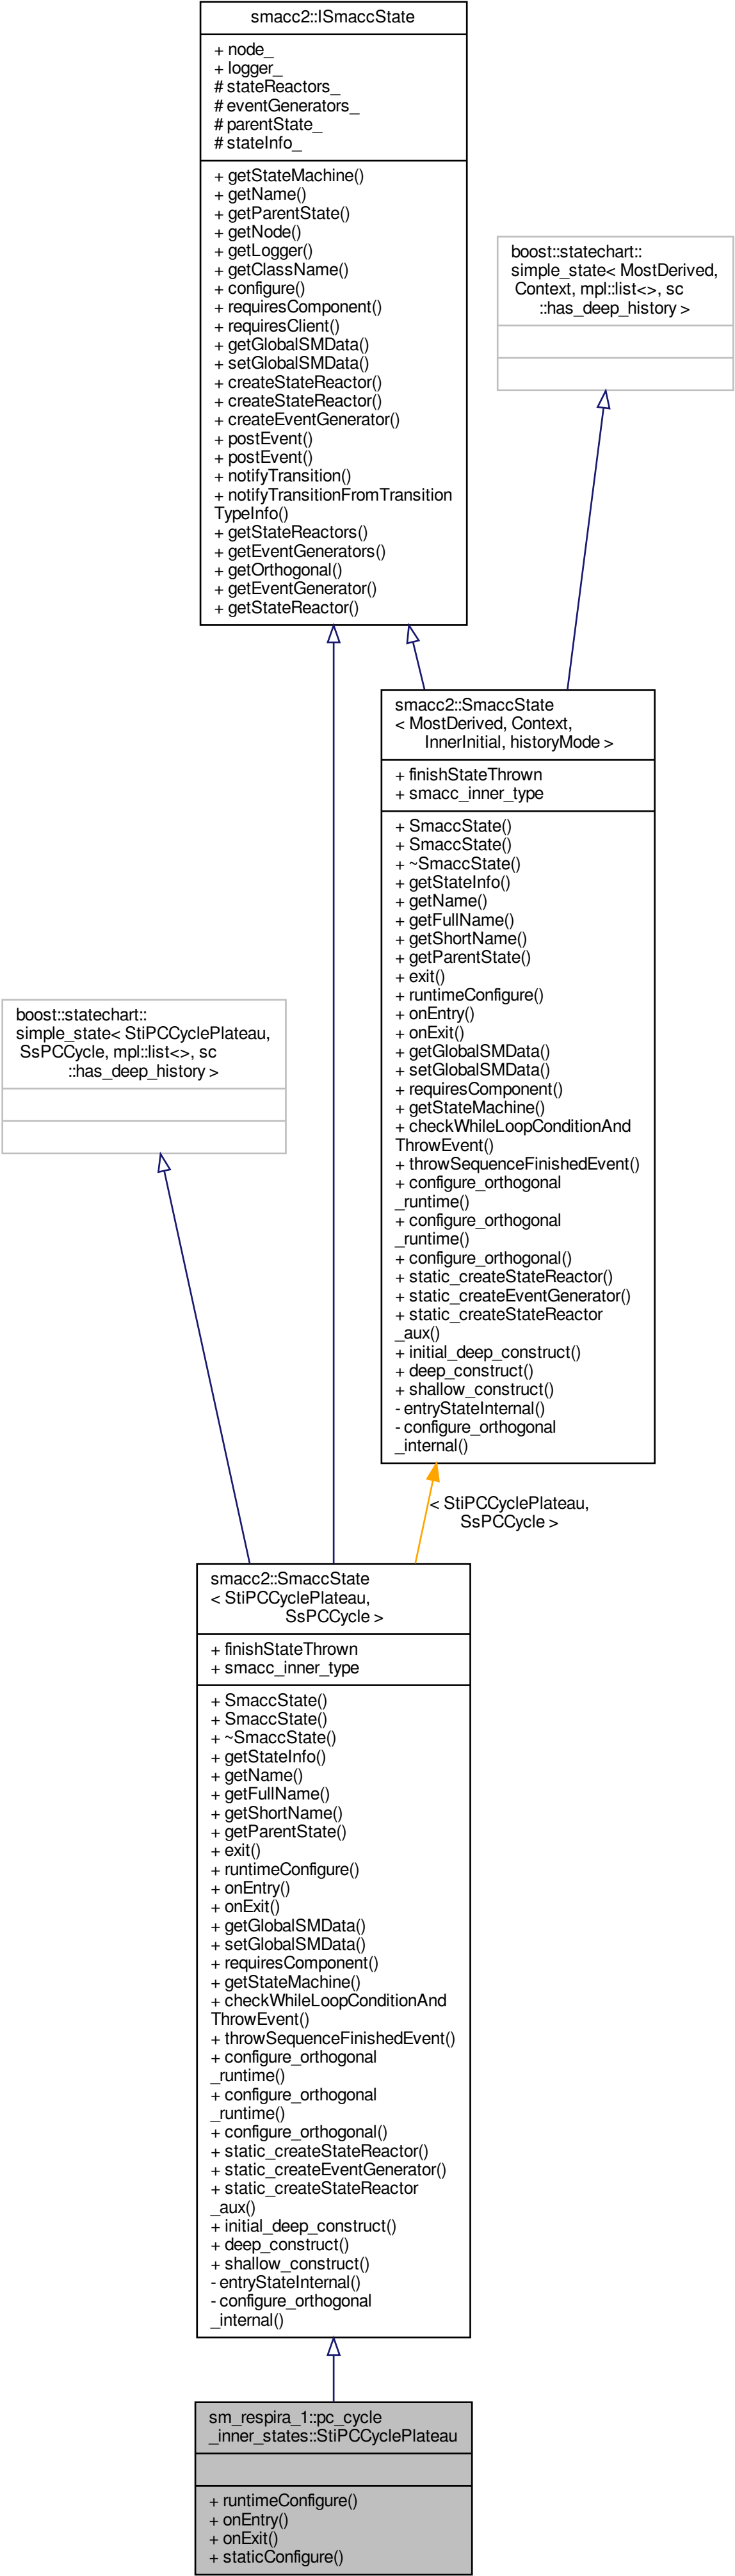 smacc2::ISmaccState
+ node_
+ logger_
# stateReactors_
# eventGenerators_
# parentState_
# stateInfo_
+ getStateMachine()
+ getName()
+ getParentState()
+ getNode()
+ getLogger()
+ getClassName()
+ configure()
+ requiresComponent()
+ requiresClient()
+ getGlobalSMData()
+ setGlobalSMData()
+ createStateReactor()
+ createStateReactor()
+ createEventGenerator()
+ postEvent()
+ postEvent()
+ notifyTransition()
+ notifyTransitionFromTransition
TypeInfo()
+ getStateReactors()
+ getEventGenerators()
+ getOrthogonal()
+ getEventGenerator()
+ getStateReactor()
boost::statechart::
simple_state< MostDerived,
Context, mpl::list<>, sc
::has_deep_history >
smacc2::SmaccState
< MostDerived, Context,
InnerInitial, historyMode >
+ finishStateThrown
+ smacc_inner_type
+ SmaccState()
+ SmaccState()
+ ~SmaccState()
+ getStateInfo()
+ getName()
+ getFullName()
+ getShortName()
+ getParentState()
+ exit()
+ runtimeConfigure()
+ onEntry()
+ onExit()
+ getGlobalSMData()
+ setGlobalSMData()
+ requiresComponent()
+ getStateMachine()
+ checkWhileLoopConditionAnd
ThrowEvent()
+ throwSequenceFinishedEvent()
+ configure_orthogonal
_runtime()
+ configure_orthogonal
_runtime()
+ configure_orthogonal()
+ static_createStateReactor()
+ static_createEventGenerator()
+ static_createStateReactor
_aux()
+ initial_deep_construct()
+ deep_construct()
+ shallow_construct()
- entryStateInternal()
- configure_orthogonal
_internal()
boost::statechart::
simple_state< StiPCCyclePlateau,
SsPCCycle, mpl::list<>, sc
::has_deep_history >
< StiPCCyclePlateau,
SsPCCycle >
smacc2::SmaccState
< StiPCCyclePlateau,
SsPCCycle >
+ finishStateThrown
+ smacc_inner_type
+ SmaccState()
+ SmaccState()
+ ~SmaccState()
+ getStateInfo()
+ getName()
+ getFullName()
+ getShortName()
+ getParentState()
+ exit()
+ runtimeConfigure()
+ onEntry()
+ onExit()
+ getGlobalSMData()
+ setGlobalSMData()
+ requiresComponent()
+ getStateMachine()
+ checkWhileLoopConditionAnd
ThrowEvent()
+ throwSequenceFinishedEvent()
+ configure_orthogonal
_runtime()
+ configure_orthogonal
_runtime()
+ configure_orthogonal()
+ static_createStateReactor()
+ static_createEventGenerator()
+ static_createStateReactor
_aux()
+ initial_deep_construct()
+ deep_construct()
+ shallow_construct()
- entryStateInternal()
- configure_orthogonal
_internal()
sm_respira_1::pc_cycle
_inner_states::StiPCCyclePlateau
+ runtimeConfigure()
+ onEntry()
+ onExit()
+ staticConfigure()